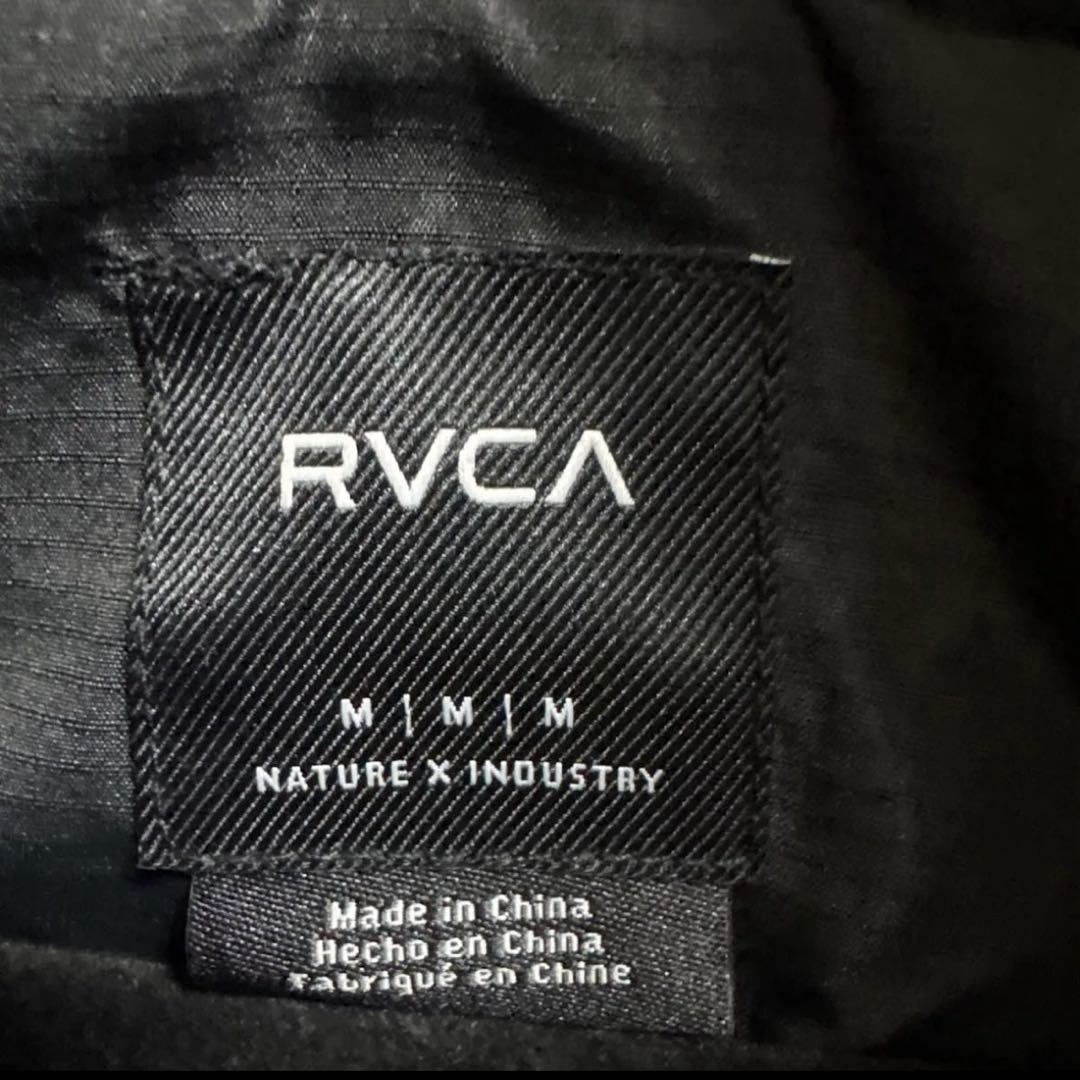 RVCA
M | M | M
NATURE X INDUSTRY
Made in China
Hecho en China
Fabriqué en Chine